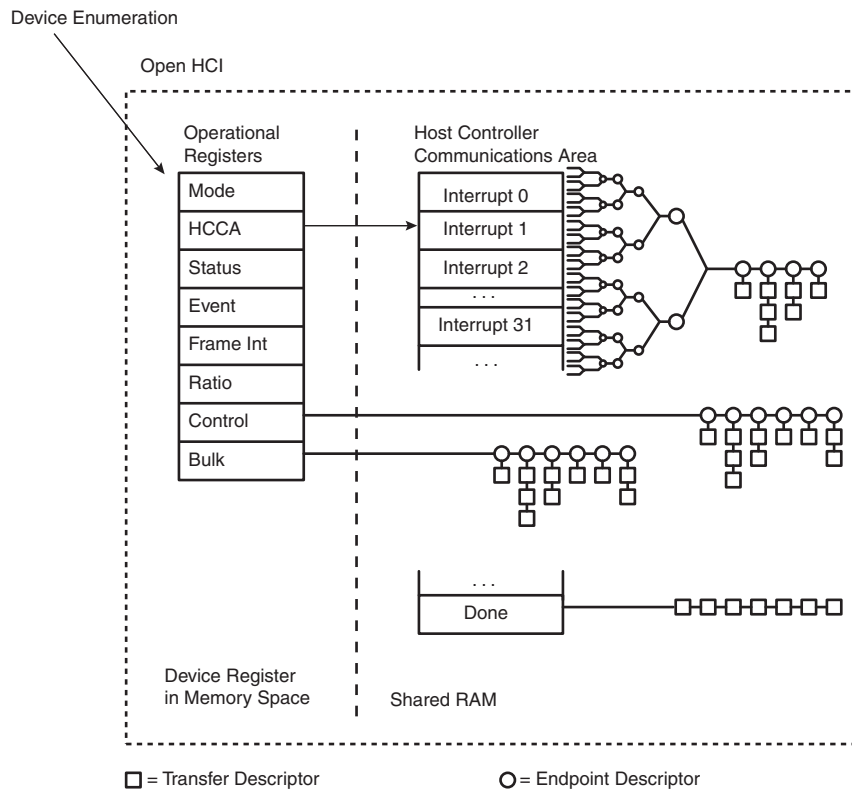 Device Enumeration
Open HCI
Operational
Registers
Mode
HCCA
Status
Event
Frame Int
Ratio
Control
Bulk
Host Controller
Communications Area
Interrupt 0
Interrupt 1
Interrupt 2
. . .
Interrupt 31
. . .
. . .
Done
Device Register
in Memory Space
Shared RAM
= Transfer Descriptor
= Endpoint Descriptor